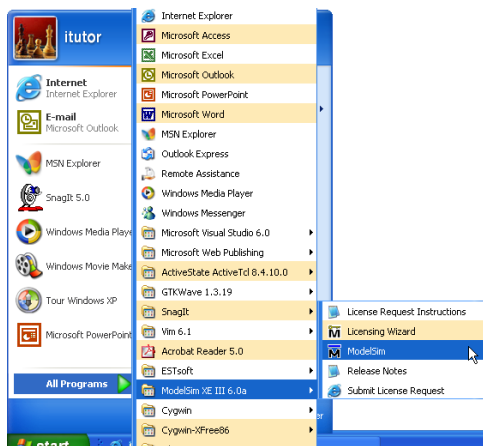 itutor
Internet
Internet Explorer
E-mail
Microsoft Outlook
MSN Explorer
SnagIt 5.0
Windows Media Playe
Windows Movie Make
Tour Windows XP
Microsoft PowerPoint
All Programs
start
Internet Explorer
Microsoft Access
Microsoft Excel
Microsoft Outlook
Microsoft PowerPoint
Microsoft Word
MSN Explorer
Outlook Express
Remote Assistance
Windows Media Player
Windows Messenger
Microsoft Visual Studio 6.0
Microsoft Web Publishing
ActiveState ActiveTcl 8.4.10.0
GTKWave 1.3.19
SnagIt
Vim 6.1
Acrobat Reader 5.0
ESTsoft
ModelSim XE III 6.0a
Cygwin
Cygwin-XFree86
License Request Instructions
Licensing Wizard
ModelSim
Release Notes
Submit License Request